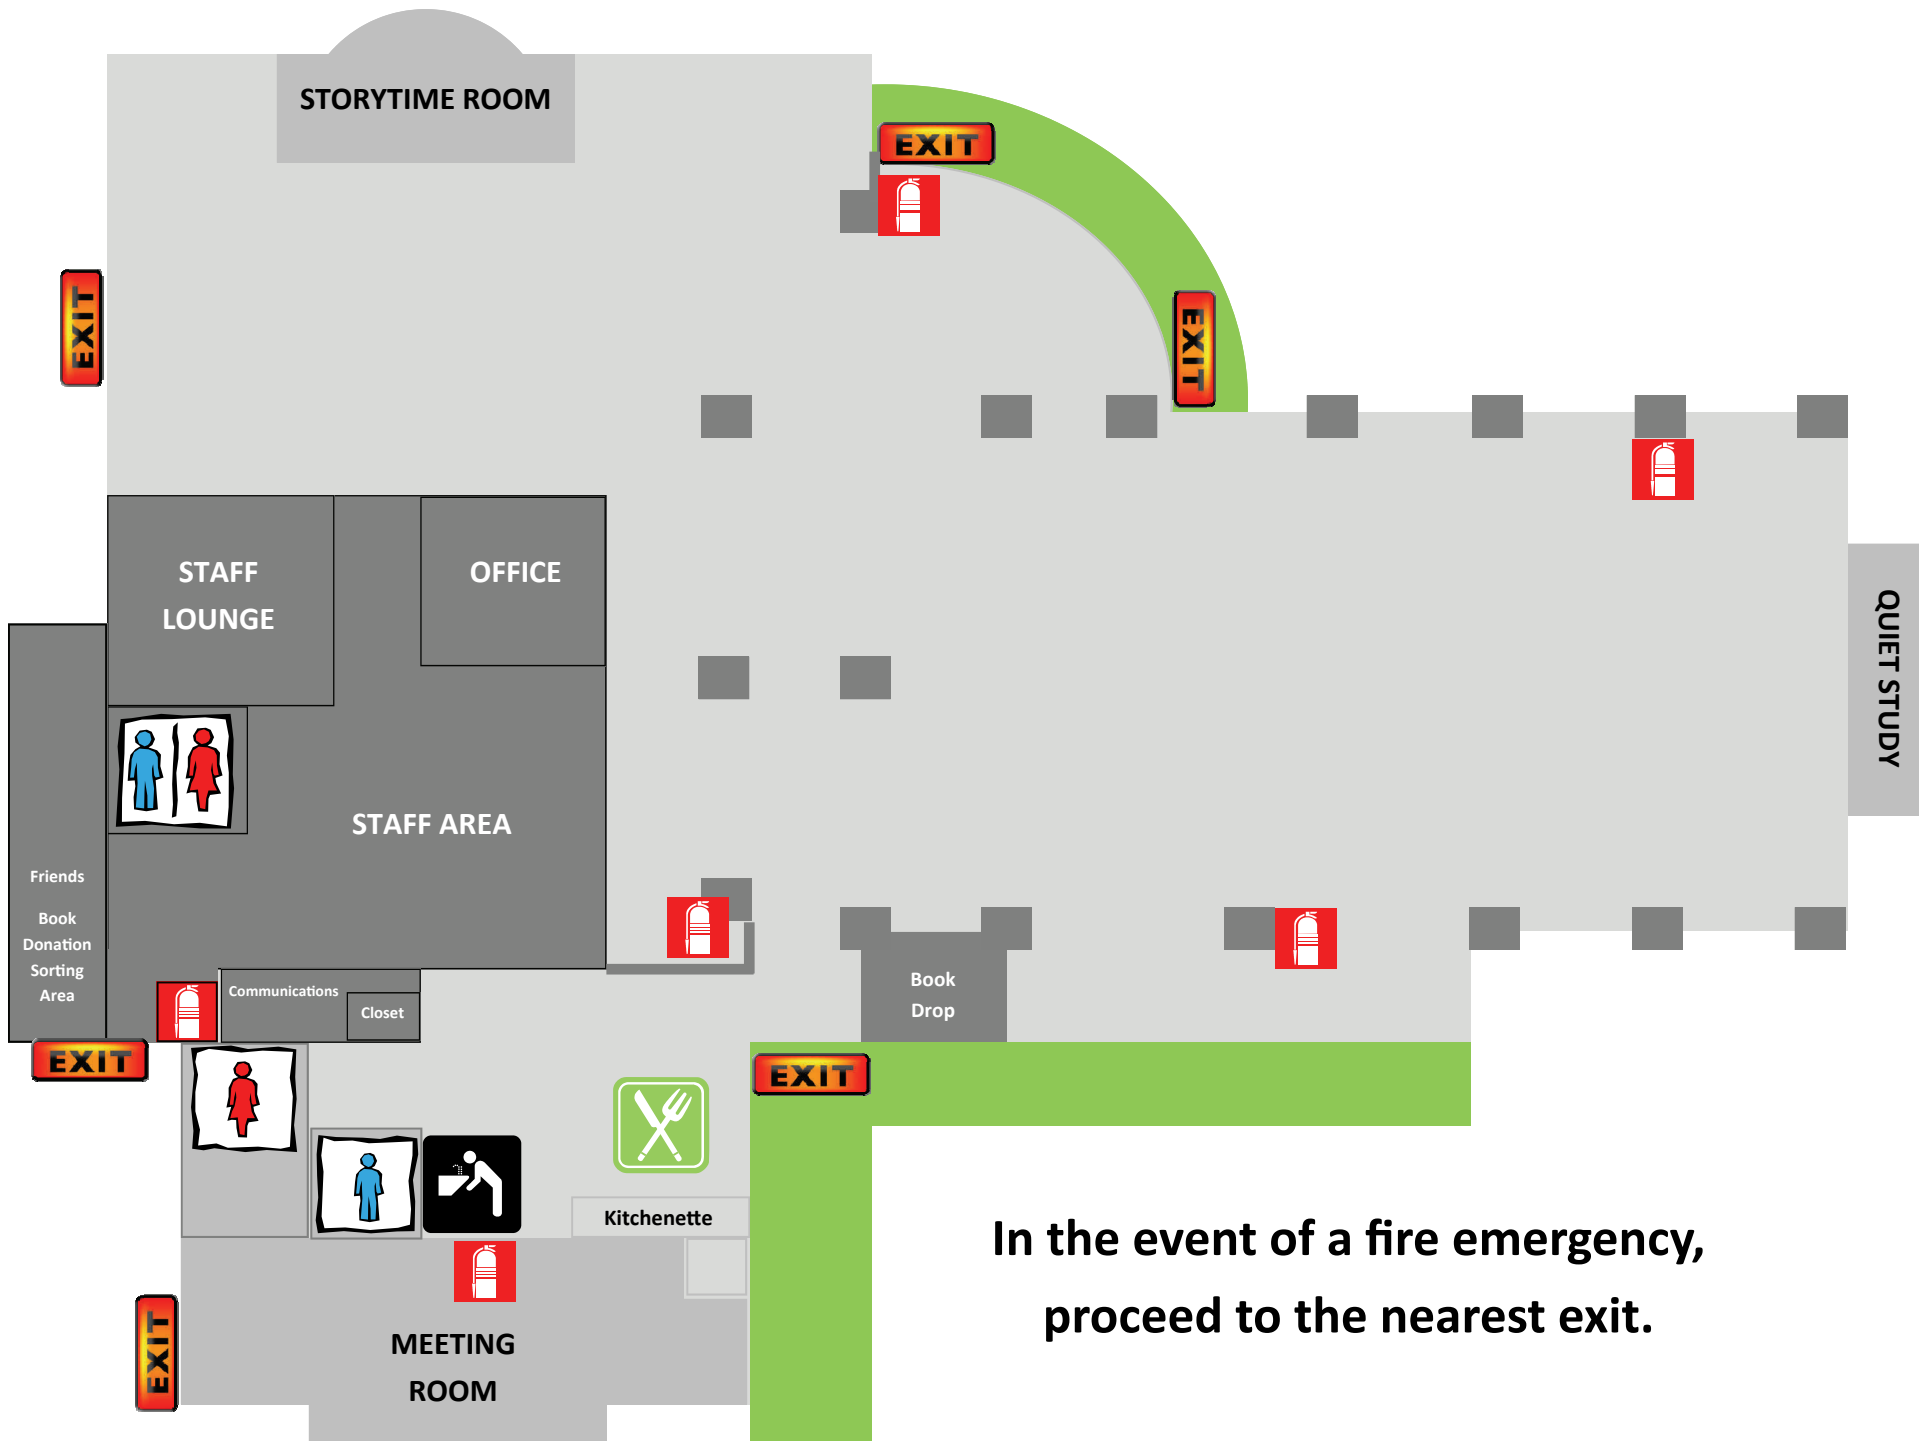 STORYTIME ROOM
EXIT
EXIT
EXIT
STAFF
LOUNGE
OFFICE
QUIET STUDY
STAFF AREA
Friends
Book
Donation
Sorting
Area
Communications
Closet
Book
Drop
EXIT
EXIT
Kitchenette
In the event of a fire emergency,
proceed to the nearest exit.
EXIT
MEETING
ROOM